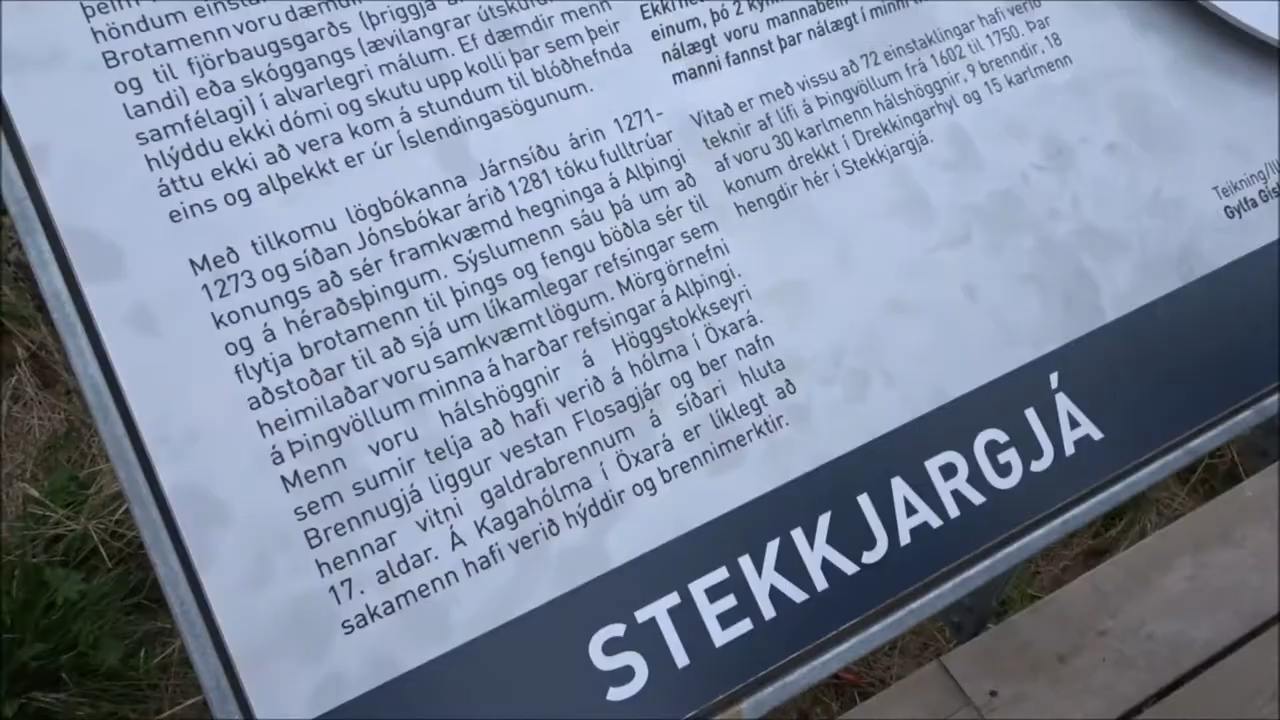 höndum
Brotamenn voru
og til fjörbaugsgarðs (þriggja
landi) eða skóggangs (ævilangrar
samfélagi) í alvarlegri málum. Ef dæmdir menn
hlýddu ekki dómi og skutu upp kolli þar sem þeir
áttu ekki að vera kom á stundum til blóðhefnda
eins og alþekkt er úr Íslendingasögunum.
Með tilkomu lögbókanna Járnsíðu árin 1271-
1273 og síðan Jónsbókar árið 1281 tóku fulltrúar
konungs að sér framkvæmd hegninga á Alþingi
og á héraðsþingum. Sýslumenn sáu þá um að
flytja brotamenn til þings og fengu böðla sér til
aðstoðar til að sjá um líkamlegar refsingar sem
heimilaðar voru samkvæmt lögum. Mörg örnefni
á Þingvöllum minna á harðar refsingar á Alþingi.
Menn voru hálshöggnir á Höggstokkseyri
sem sumir telja að hafi verið á hólma í Öxará.
Brennugjá liggur vestan Flosagjár og ber nafn
hennar vitni galdrabrennum á síðari hluta
17. aldar. Á Kagahólma í Öxará er líklegt að
sakamenn hafi verið hýddir og brennimerktir.
einum, þó 2
nálægt voru
manni fannst þar nálægt í minni
Vitað er með vissu að 72 einstaklingar hafi verið
teknir af lífi á Þingvöllum frá 1602 til 1750. Þar
af voru 30 karlmenn hálshöggnir, 9 brenndir, 18
konum drekkt í Drekkingarhyl og 15 karlmenn
hengdir hér í Stekkjargjá.
Gylfa
STEKKJARGJÁ